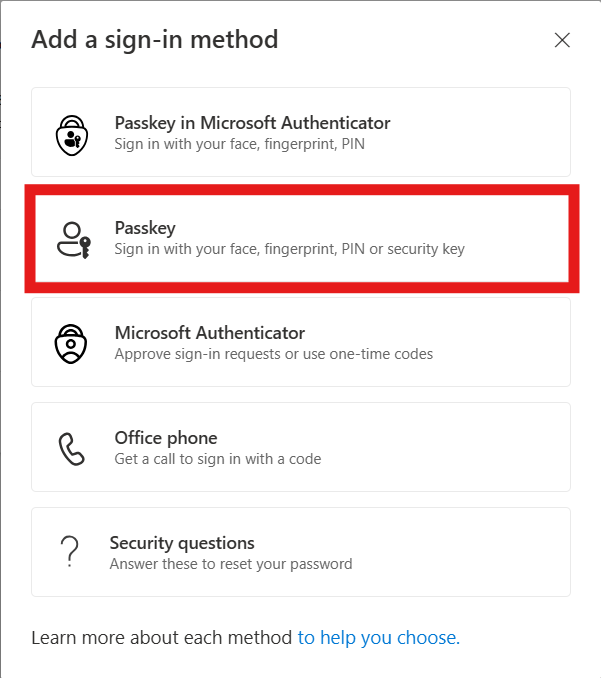 Add a sign-in method
Passkey in Microsoft Authenticator
Sign in with your face, fingerprint, PIN
Passkey
Sign in with your face, fingerprint, PIN or security key
Microsoft Authenticator
Approve sign-in requests or use one-time codes
Office phone
Get a call to sign in with a code
Security questions
Answer these to reset your password
Learn more about each method to help you choose.